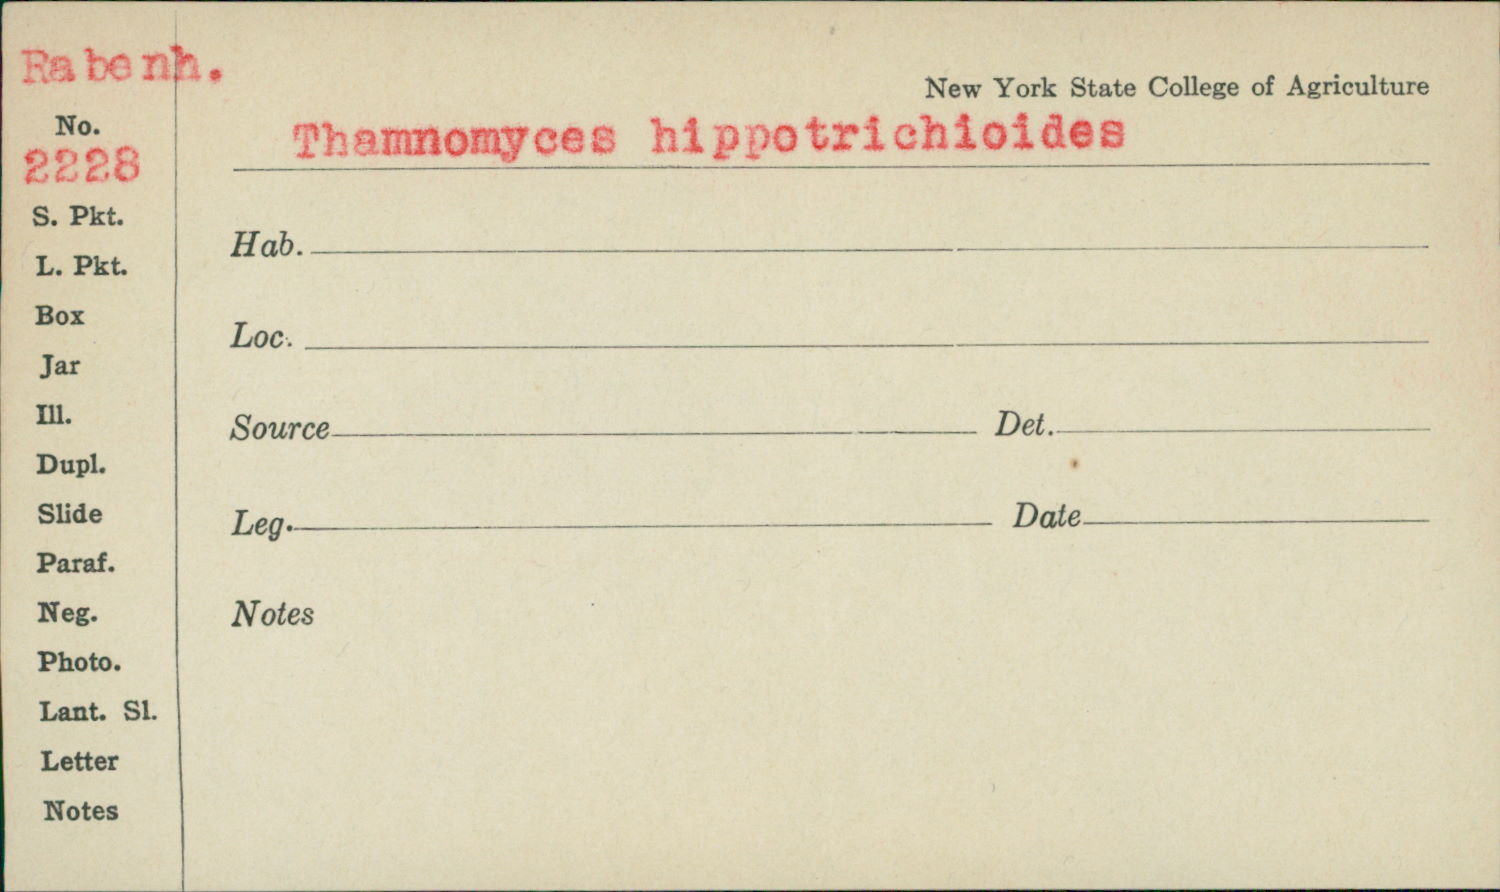 Rabenh.
New York State College of Agriculture
No.
2228
Thamnomyces hippotrichioides
S. Pkt.
L. Pkt.
Box
Jar
Ill.
Dupl.
Slide
Paraf.
Neg.
Photo.
Lant. Sl.
Letter
Notes
Hab.
Loc.
Source
Det.
Leg.
Date
Notes